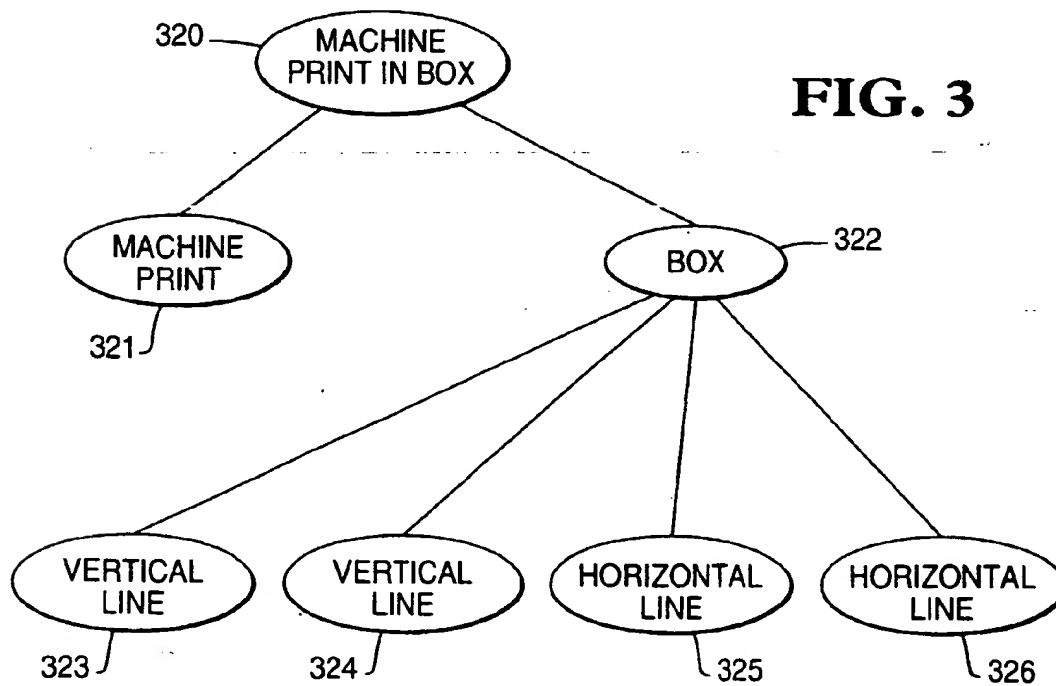 320
MACHINE
PRINT IN BOX
FIG. 3
MACHINE
PRINT
321
BOX
322
VERTICAL
LINE
323
VERTICAL
LINE
324
HORIZONTAL
LINE
325
HORIZONTAL
LINE
326